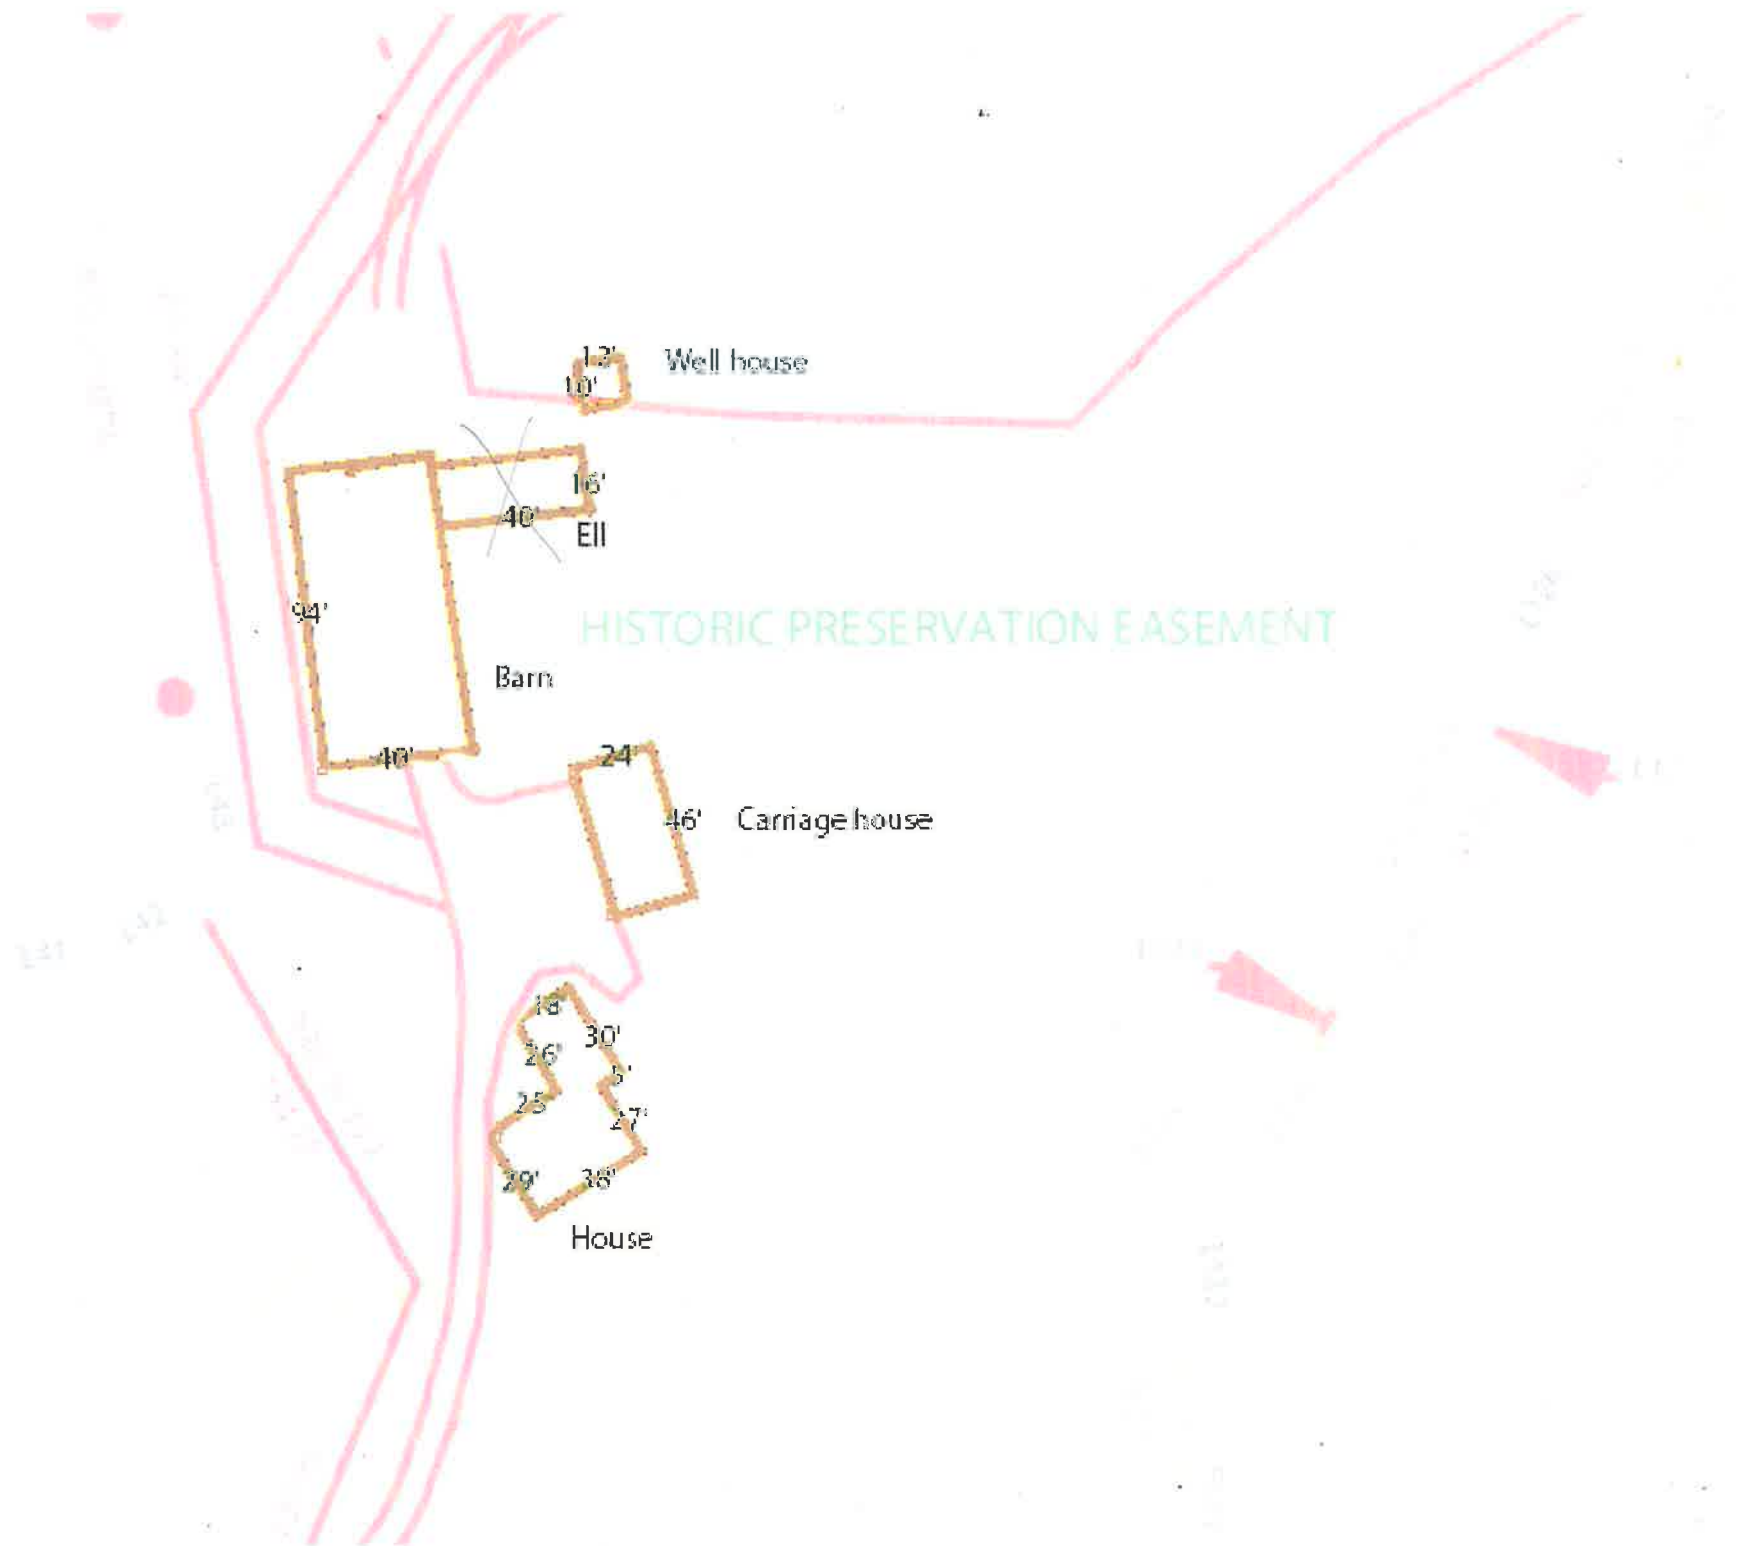 12'
Well house
10'
16'
40'
Ell
94'
HISTORIC PRESERVATION EASEMENT
Barn
40'
24'
46'
Carriage house
18'
30'
26'
5'
25'
27'
29'
38'
House